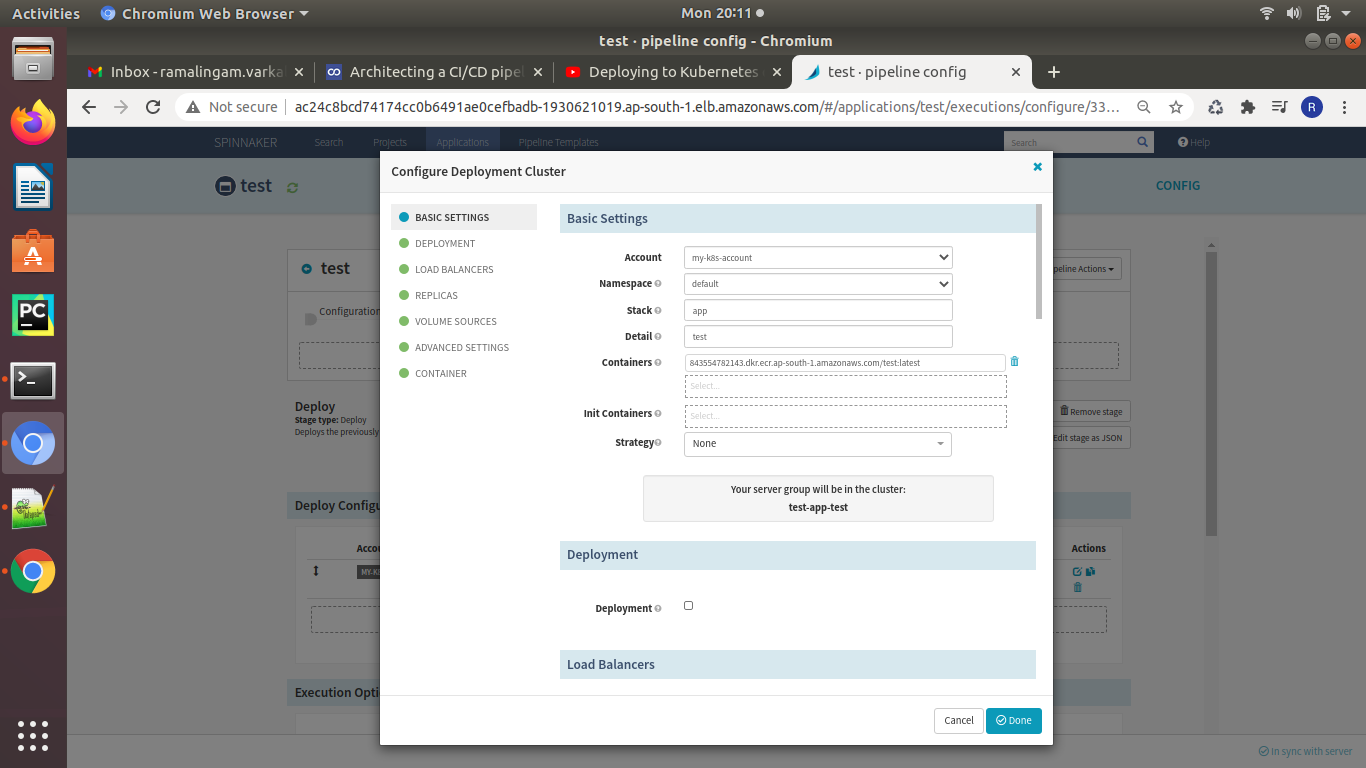 Activities
Chromium Web Browser
Mon 20:11
test · pipeline config - Chromium
Inbox - ramalingam.varka
Architecting a CI/CD pipel
Deploying to Kubernetes
test · pipeline config
Not secure
ac24c8bcd74174cc0b6491ae0cefbadb-1930621019.ap-south-1.elb.amazonaws.com/#/applications/test/executions/configure/33...
R
SPINNAKER
Search
Projects
Applications
Pipeline Templates
Search
Help
test
CONFIG
test
peline Actions
Configuration
Deploy
Stage type: Deploy
Deploys the previously
Remove stage
Edit stage as JSON
Deploy Configu
Accou
Actions
MY-K
Execution Opti
In sync with server
Configure Deployment Cluster
BASIC SETTINGS
DEPLOYMENT
LOAD BALANCERS
REPLICAS
VOLUME SOURCES
ADVANCED SETTINGS
CONTAINER
Basic Settings
Account
my-k8s-account
Namespace
default
Stack
app
Detail
test
Containers
843554782143.dkr.ecr.ap-south-1.amazonaws.com/test:latest
Select...
Init Containers
Select...
Strategy
None
Your server group will be in the cluster:
test-app-test
Deployment
Deployment
Load Balancers
Cancel
Done